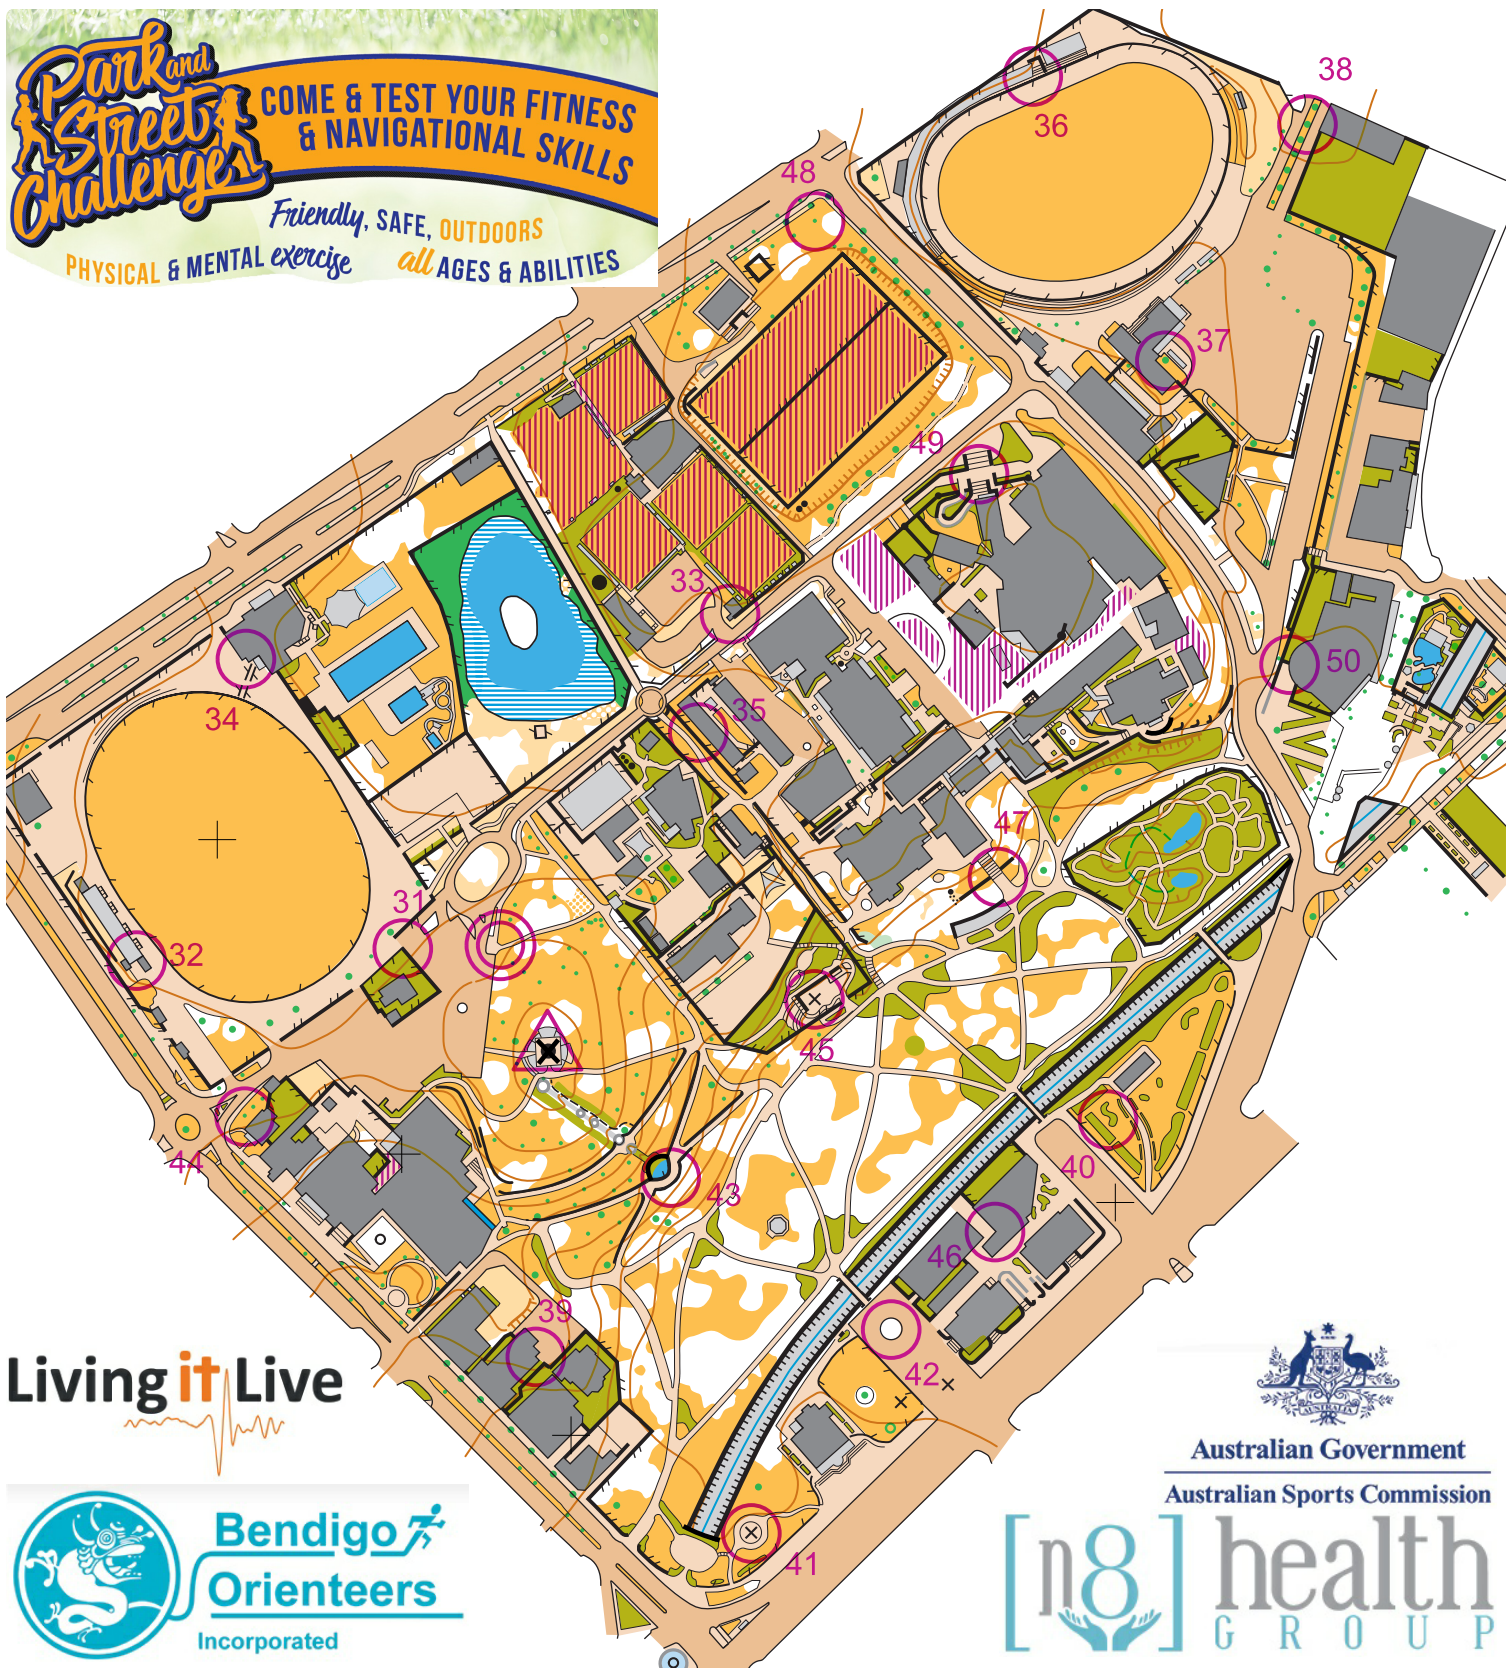 Park and
Street
Challenge
COME & TEST YOUR FITNESS
& NAVIGATIONAL SKILLS
Friendly, SAFE, OUTDOORS
PHYSICAL & MENTAL exercise all AGES & ABILITIES
38
36
48
37
49
33
50
34
35
47
31
32
45
44
40
43
46
39
42
41
Living it Live
Bendigo
Orienteers
Incorporated
AUSTRALIA
Australian Government
Australian Sports Commission
[n8] health
GROUP